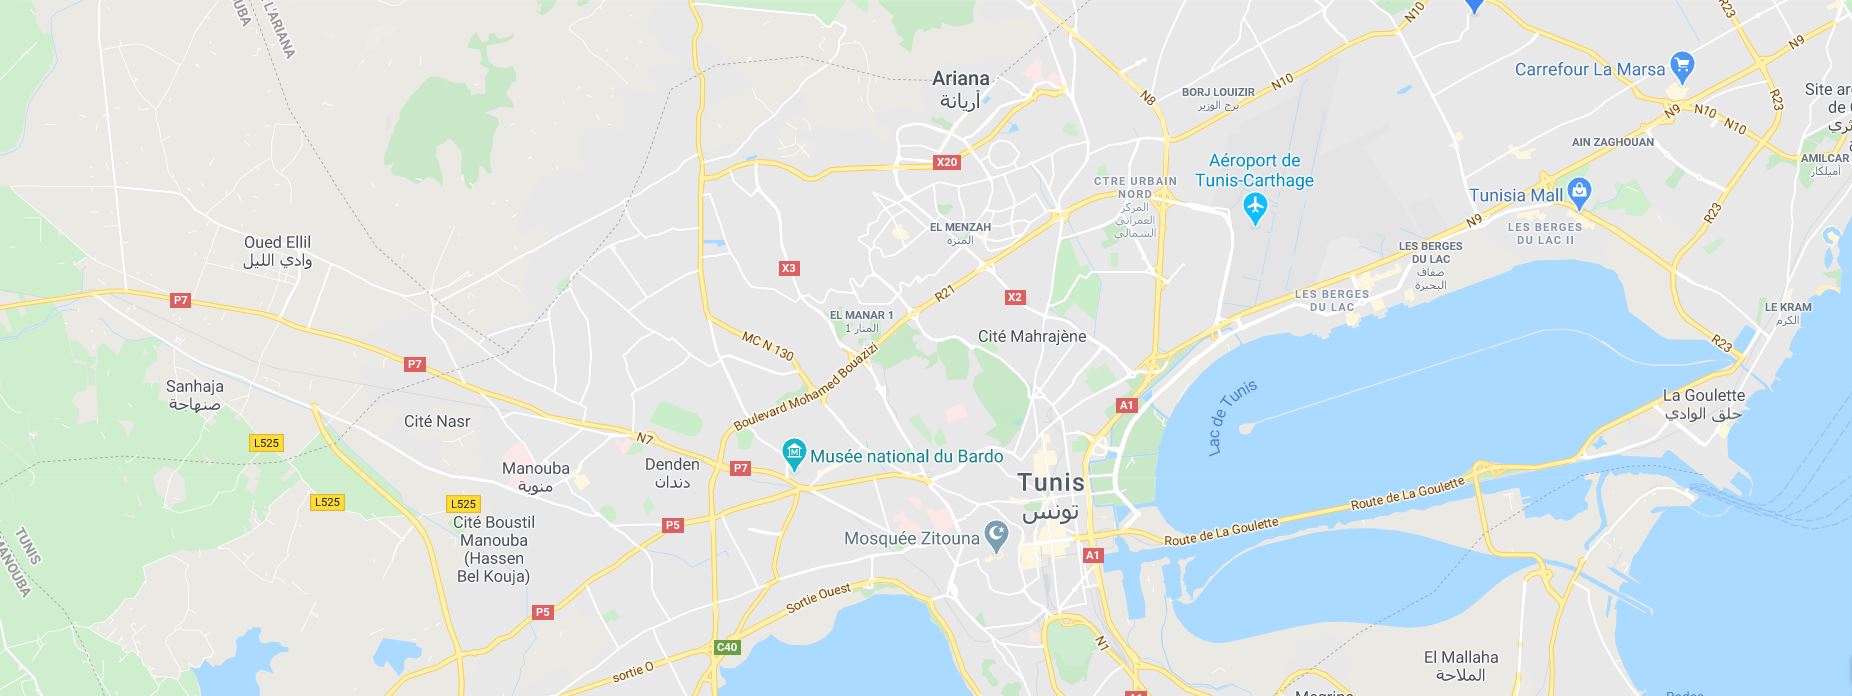 MANOUBA
L'ARIANA
N10
R23
N9
Carrefour La Marsa
Ariana
أريانة
BORJ LOUIZIR
برج الوزير
N10
N8
R23
N9
N10
N10
Site ar
de C
AIN ZAGHOUAN
AMILCAR
أميلكار
X20
Aéroport de
Tunis-Carthage
CTRE URBAIN
NORD
المركز
العمراني
الشمالي
Tunisia Mall
R23
N9
LES BERGES
DU LAC II
EL MENZAH
المنزه
Oued Ellil
وادي الليل
LES BERGES
DU LAC
ضفاف
البحيرة
X3
P7
R21
X2
LES BERGES
DU LAC
LE KRAM
الكرم
EL MANAR 1
المنار 1
Cité Mahrajène
MC N 130
R23
P7
Boulevard Mohamed Bouazizi
Sanhaja
صنهاجة
Cité Nasr
A1
Lac de Tunis
La Goulette
حلق الوادي
L525
N7
Musée national du Bardo
Manouba
منوبة
Denden
دندان
P7
Tunis
تونس
L525
L525
Route de La Goulette
Cité Boustil
Manouba
(Hassen
Bel Kouja)
P5
Mosquée Zitouna
Route de La Goulette
A1
TUNIS
MANOUBA
Sortie Ouest
P5
C40
N1
sortie O
El Mallaha
الملاحة